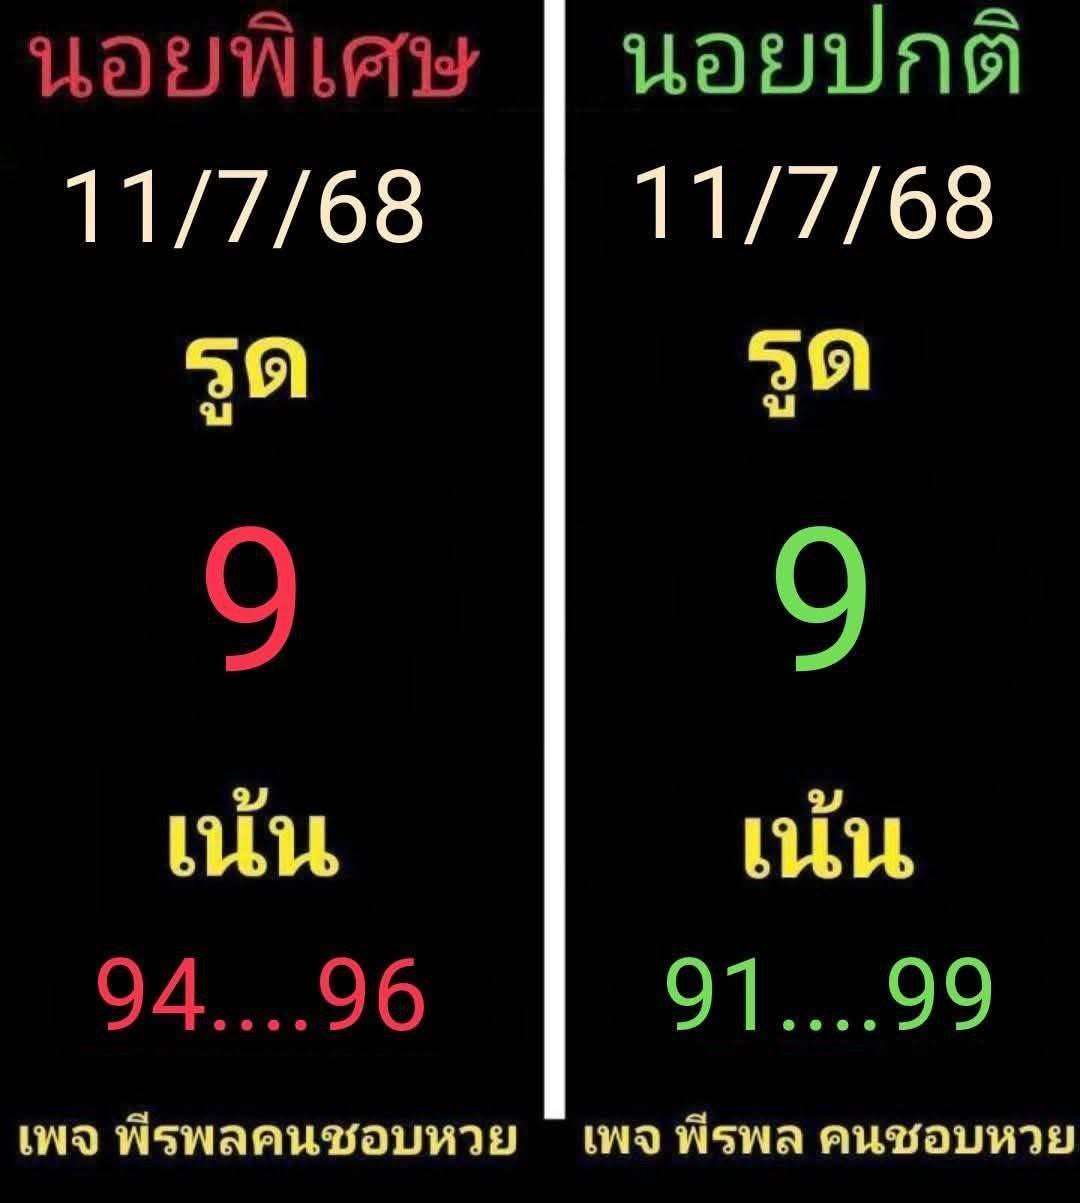 นอยพิเศษ
11/7/68
รูด
9
เน้น
94....96
เพจ พีรพลคนชอบหวย
นอยปกติ
11/7/68
รูด
9
เน้น
91....99
เพจ พีรพล คนชอบหวย